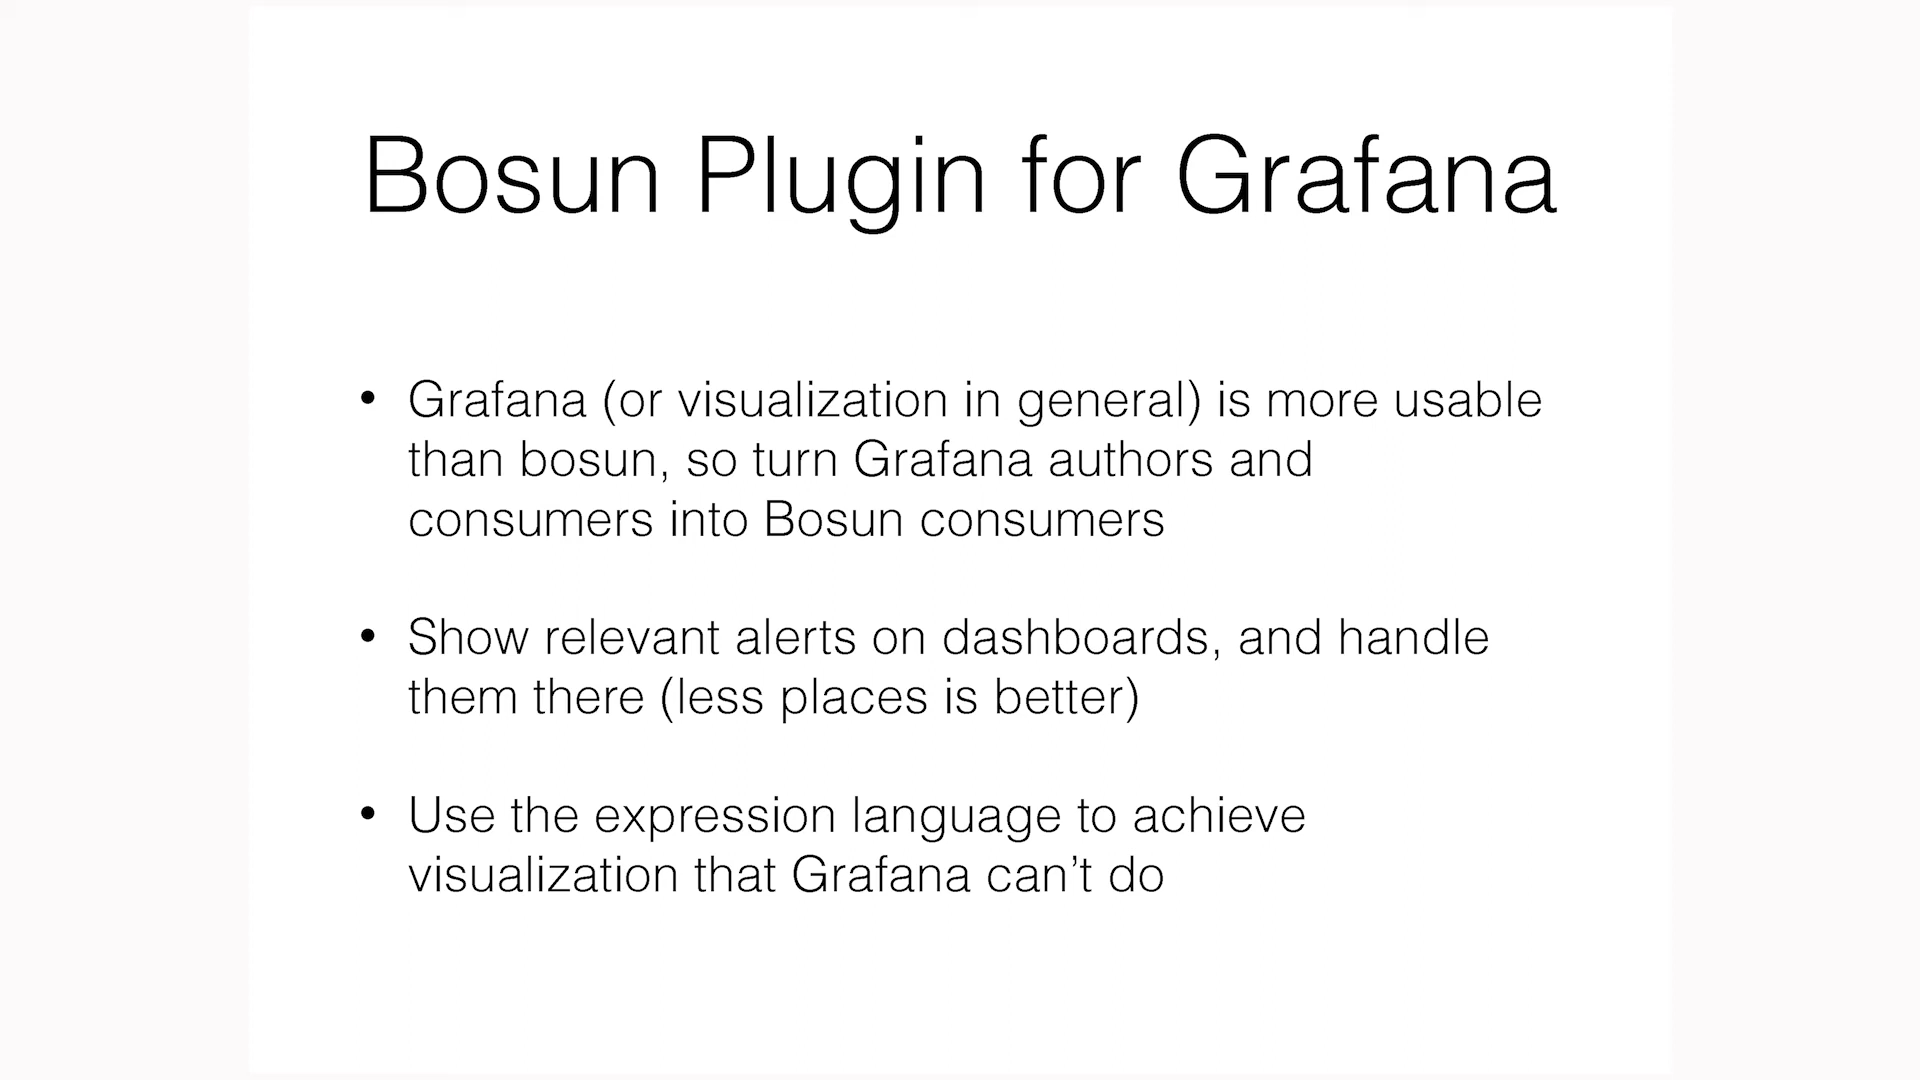 Bosun Plugin for Grafana
• Grafana (or visualization in general) is more usable
than bosun, so turn Grafana authors and
consumers into Bosun consumers
• Show relevant alerts on dashboards, and handle
them there (less places is better)
• Use the expression language to achieve
visualization that Grafana can’t do